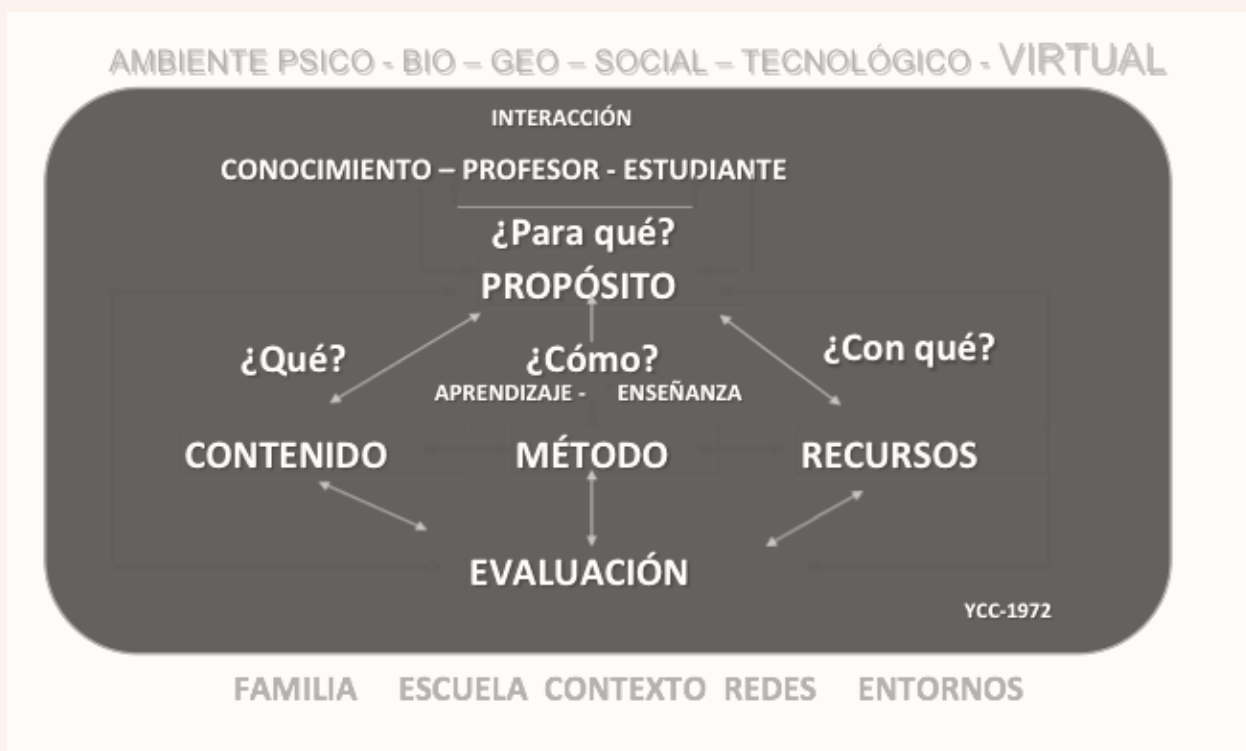 AMBIENTE PSICO - BIO – GEO – SOCIAL – TECNOLÓGICO - VIRTUAL
INTERACCIÓN
CONOCIMIENTO – PROFESOR - ESTUDIANTE
¿Para qué?
PROPÓSITO
¿Qué? ¿Cómo? ¿Con qué?
APRENDIZAJE - ENSEÑANZA
CONTENIDO MÉTODO RECURSOS
EVALUACIÓN
YCC-1972
FAMILIA ESCUELA CONTEXTO REDES ENTORNOS